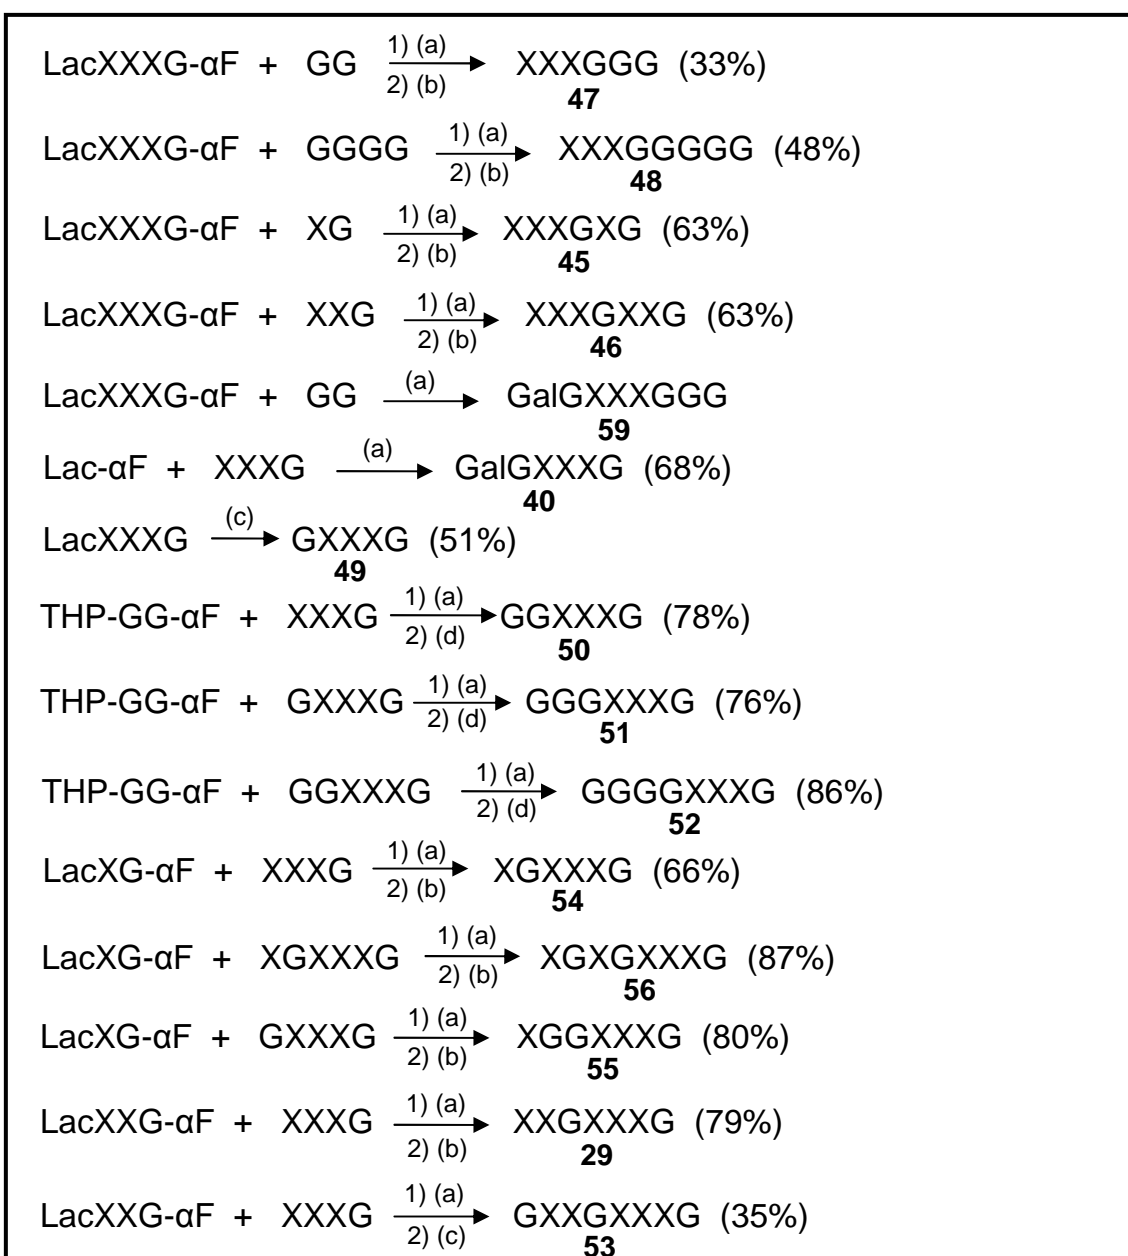 LacXXXG-αF + GG 1) (a) 2) (b) XXXGGG (33%)
47
LacXXXG-αF + GGGG 1) (a) 2) (b) XXXGGGGG (48%)
48
LacXXXG-αF + XG 1) (a) 2) (b) XXXGXG (63%)
45
LacXXXG-αF + XXG 1) (a) 2) (b) XXXGXXG (63%)
46
LacXXXG-αF + GG (a) GalGXXXGGG
59
Lac-αF + XXXG (a) GalGXXXG (68%)
40
LacXXXG (c) GXXXG (51%)
49
THP-GG-αF + XXXG 1) (a) 2) (d) GGXXXG (78%)
50
THP-GG-αF + GXXXG 1) (a) 2) (d) GGGXXXG (76%)
51
THP-GG-αF + GGXXXG 1) (a) 2) (d) GGGGXXXG (86%)
52
LacXG-αF + XXXG 1) (a) 2) (b) XGXXXG (66%)
54
LacXG-αF + XGXXXG 1) (a) 2) (b) XGXGXXXG (87%)
56
LacXG-αF + GXXXG 1) (a) 2) (b) XGGXXXG (80%)
55
LacXXG-αF + XXXG 1) (a) 2) (b) XXGXXXG (79%)
29
LacXXG-αF + XXXG 1) (a) 2) (c) GXXGXXXG (35%)
53